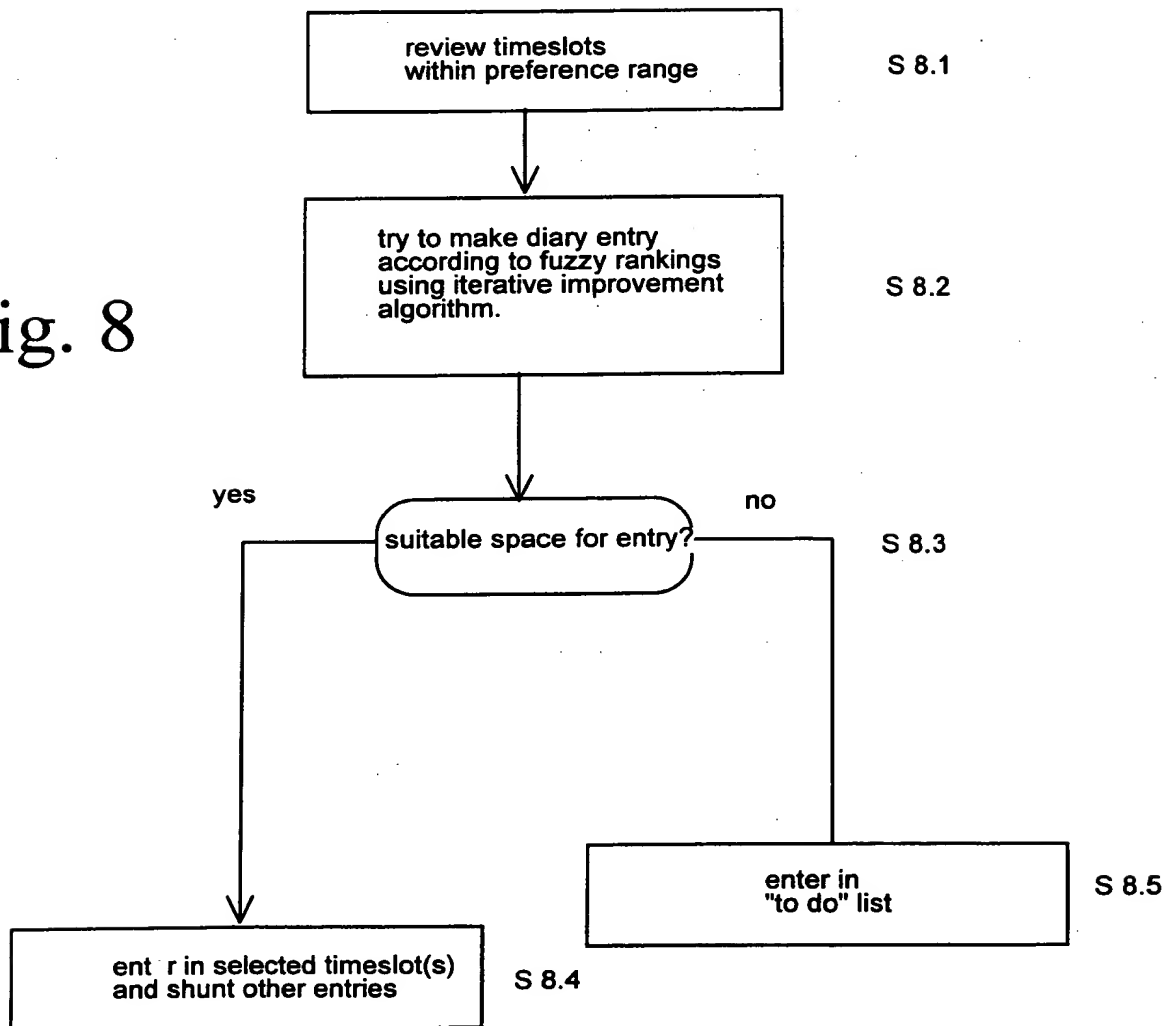 review timeslots
within preference range
S 8.1
try to make diary entry
according to fuzzy rankings
using iterative improvement
algorithm.
S 8.2
ig. 8
yes
no
suitable space for entry?
S 8.3
enter in
"to do" list
S 8.5
ent r in selected timeslot(s)
and shunt other entries
S 8.4